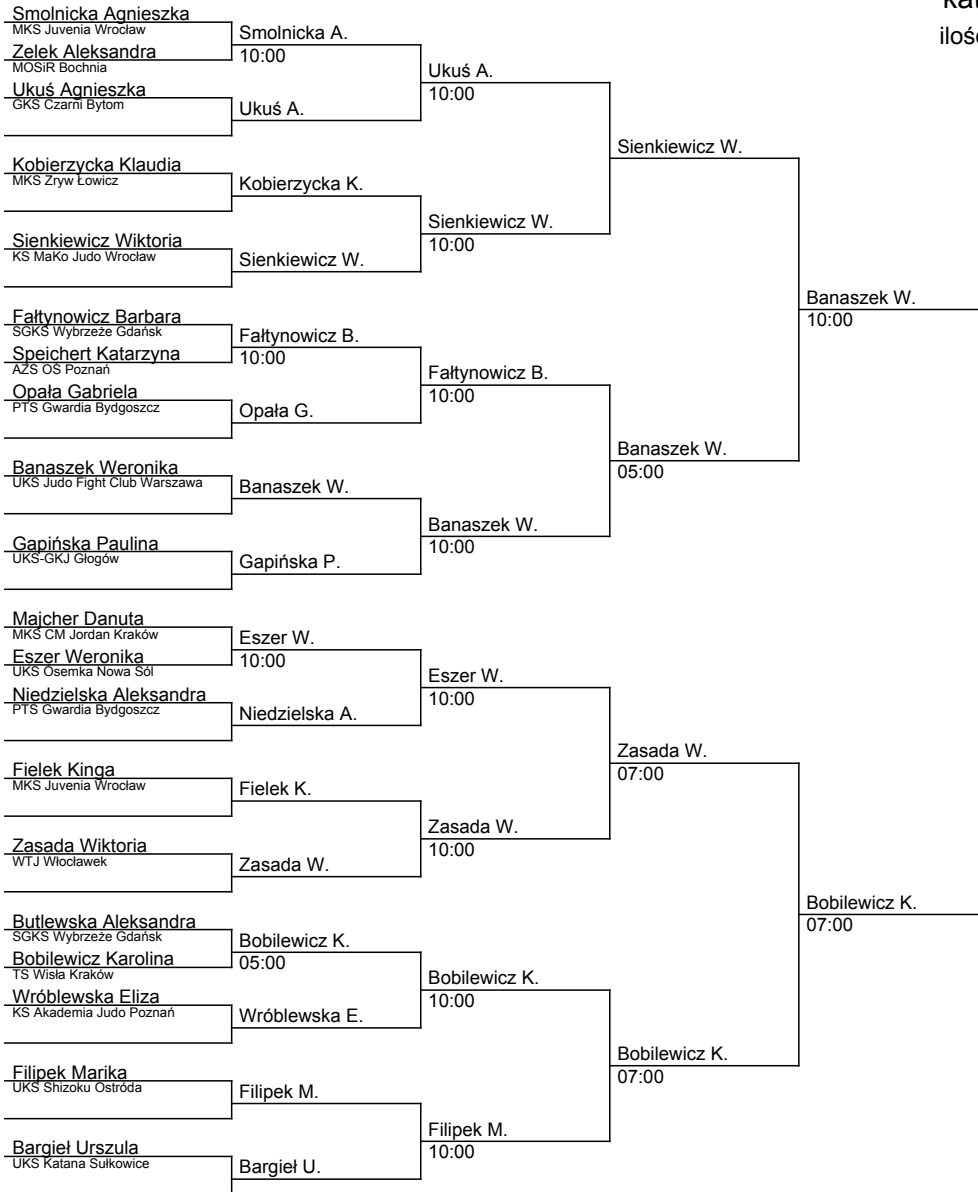 kat
ilość
Smolnicka Agnieszka
MKS Juvenia Wrocław
Smolnicka A.
10:00
Zelek Aleksandra
MOSiR Bochnia
Ukuś A.
10:00
Ukuś Agnieszka
GKS Czarni Bytom
Ukuś A.
Sienkiewicz W.
Kobierzycka Klaudia
MKS Zryw Łowicz
Kobierzycka K.
Sienkiewicz W.
10:00
Sienkiewicz Wiktoria
KS MaKo Judo Wrocław
Sienkiewicz W.
Banaszek W.
10:00
Fałtynowicz Barbara
SGKS Wybrzeże Gdańsk
Fałtynowicz B.
10:00
Speichert Katarzyna
AZS OŚ Poznań
Fałtynowicz B.
10:00
Opała Gabriela
PTS Gwardia Bydgoszcz
Opała G.
Banaszek W.
05:00
Banaszek Weronika
UKS Judo Fight Club Warszawa
Banaszek W.
Banaszek W.
10:00
Gapińska Paulina
UKS-GKJ Głogów
Gapińska P.
Majcher Danuta
MKS CM Jordan Kraków
Eszer W.
10:00
Eszer Weronika
UKS Ósemka Nowa Sól
Eszer W.
10:00
Niedzielska Aleksandra
PTS Gwardia Bydgoszcz
Niedzielska A.
Zasada W.
07:00
Fielek Kinga
MKS Juvenia Wrocław
Fielek K.
Zasada W.
10:00
Zasada Wiktoria
WTJ Włocławek
Zasada W.
Bobilewicz K.
07:00
Butlewska Aleksandra
SGKS Wybrzeże Gdańsk
Bobilewicz K.
05:00
Bobilewicz Karolina
TS Wisła Kraków
Bobilewicz K.
10:00
Wróblewska Eliza
KS Akademia Judo Poznań
Wróblewska E.
Bobilewicz K.
07:00
Filipek Marika
UKS Shizoku Ostróda
Filipek M.
Filipek M.
10:00
Bargieł Urszula
UKS Katana Sułkowice
Bargieł U.